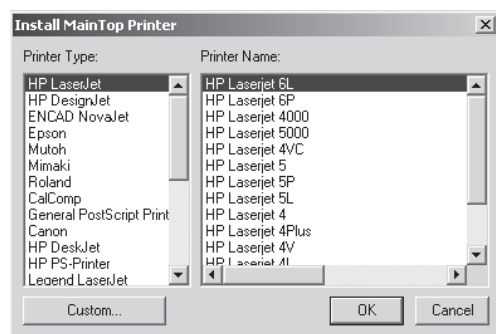 Install MainTop Printer
Printer Type:
HP LaserJet
HP DesignJet
ENCAD NovaJet
Epson
Mutoh
Mimaki
Roland
CalComp
General PostScript Print
Canon
HP DeskJet
HP PS-Printer
Legend LaserJet
Printer Name:
HP Laserjet 6L
HP Laserjet 6P
HP Laserjet 4000
HP Laserjet 5000
HP Laserjet 4VC
HP Laserjet 5
HP Laserjet 5P
HP Laserjet 5L
HP Laserjet 4
HP Laserjet 4Plus
HP Laserjet 4V
HP Laserjet 4L
Custom...
OK
Cancel